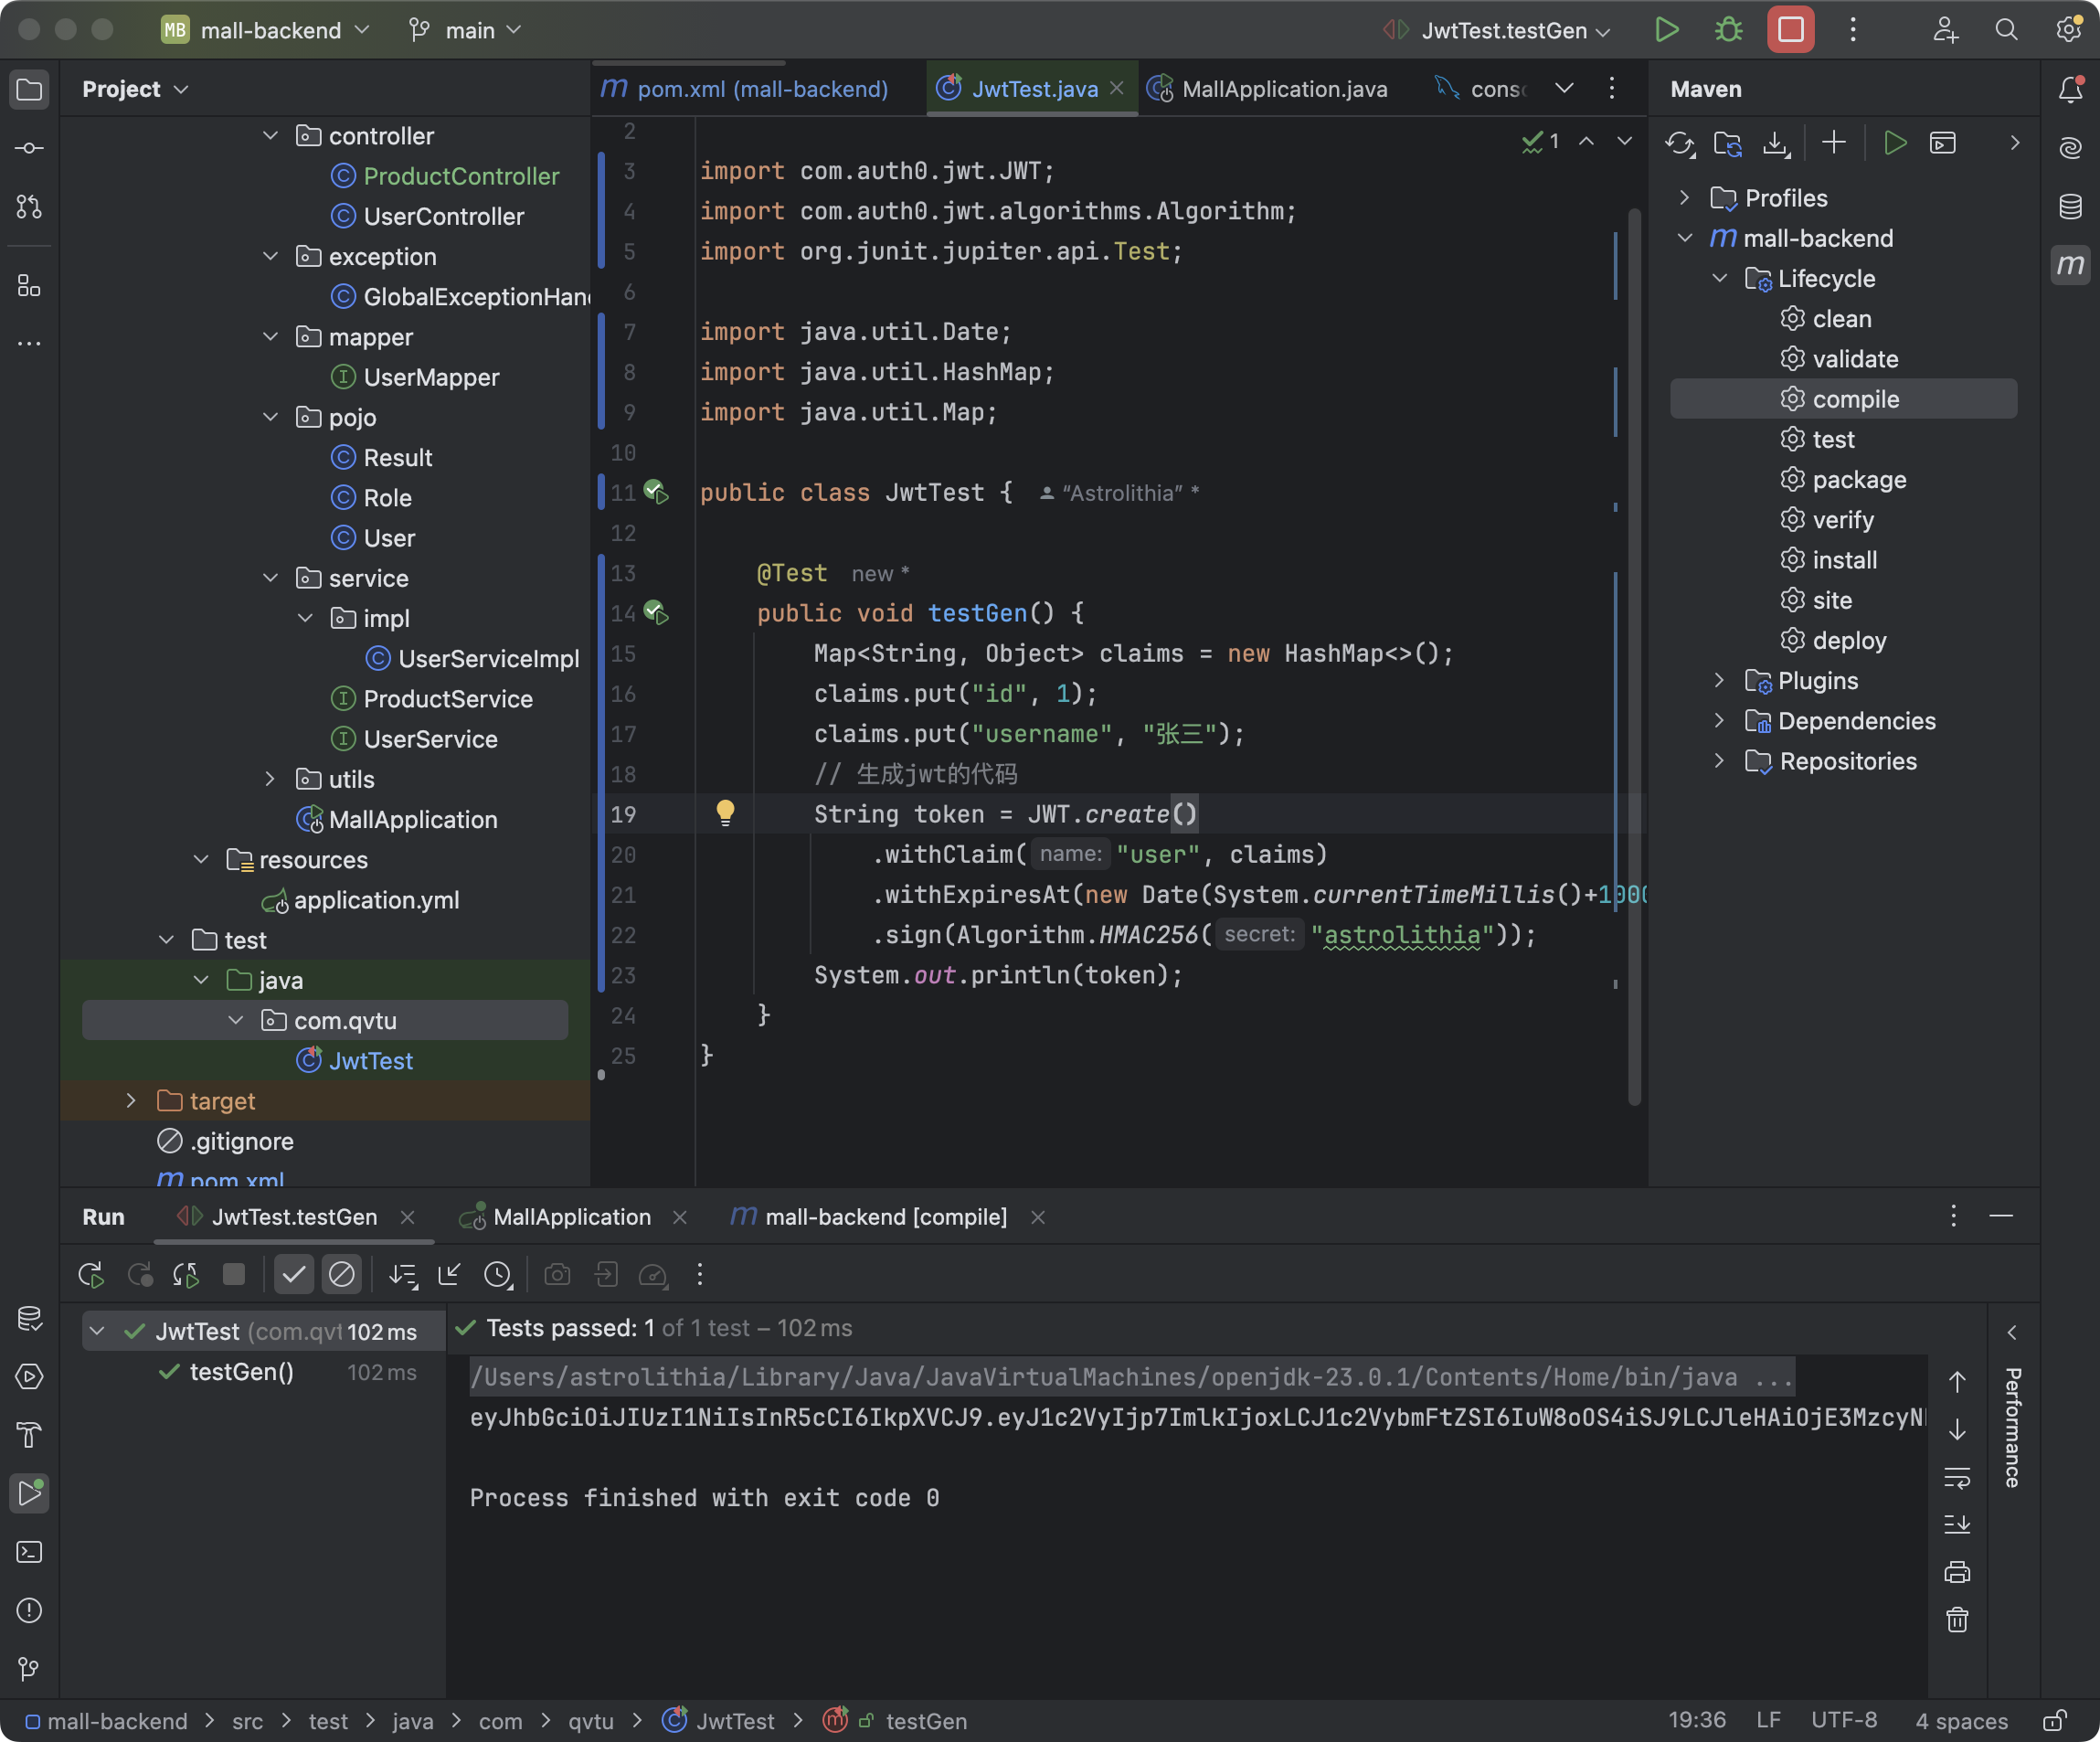 MB mall-backend
main
JwtTest.testGen
Project
controller
ProductController
UserController
exception
GlobalExceptionHan
mapper
UserMapper
pojo
Result
Role
User
service
impl
UserServiceImpl
ProductService
UserService
utils
MallApplication
resources
application.yml
test
java
com.qvtu
JwtTest
target
.gitignore
pom.xml
pom.xml (mall-backend)
JwtTest.java
MallApplication.java
cons
1
2
3 import com.auth0.jwt.JWT;
4 import com.auth0.jwt.algorithms.Algorithm;
5 import org.junit.jupiter.api.Test;
6
7 import java.util.Date;
8 import java.util.HashMap;
9 import java.util.Map;
10
11 public class JwtTest { “Astrolithia” *
12
13 @Test new *
14 public void testGen() {
15 Map<String, Object> claims = new HashMap<>();
16 claims.put("id", 1);
17 claims.put("username", "张三");
18 // 生成jwt的代码
19 String token = JWT.create()
20 .withClaim( name: "user", claims)
21 .withExpiresAt(new Date(System.currentTimeMillis()+1000
22 .sign(Algorithm.HMAC256( secret: "astrolithia"));
23 System.out.println(token);
24 }
25 }
Maven
Profiles
mall-backend
Lifecycle
clean
validate
compile
test
package
verify
install
site
deploy
Plugins
Dependencies
Repositories
m
Run
JwtTest.testGen
MallApplication
mall-backend [compile]
JwtTest (com.qvt 102 ms
testGen() 102 ms
Tests passed: 1 of 1 test – 102 ms
/Users/astrolithia/Library/Java/JavaVirtualMachines/openjdk-23.0.1/Contents/Home/bin/java ...
eyJhbGciOiJIUzI1NiIsInR5cCI6IkpXVCJ9.eyJ1c2VyIjp7ImlkIjoxLCJ1c2VybmFtZSI6IuW8oOS4iSJ9LCJleHAiOjE3MzcyN
Process finished with exit code 0
Performance
mall-backend > src > test > java > com > qvtu > JwtTest > testGen
19:36 LF UTF-8 4 spaces